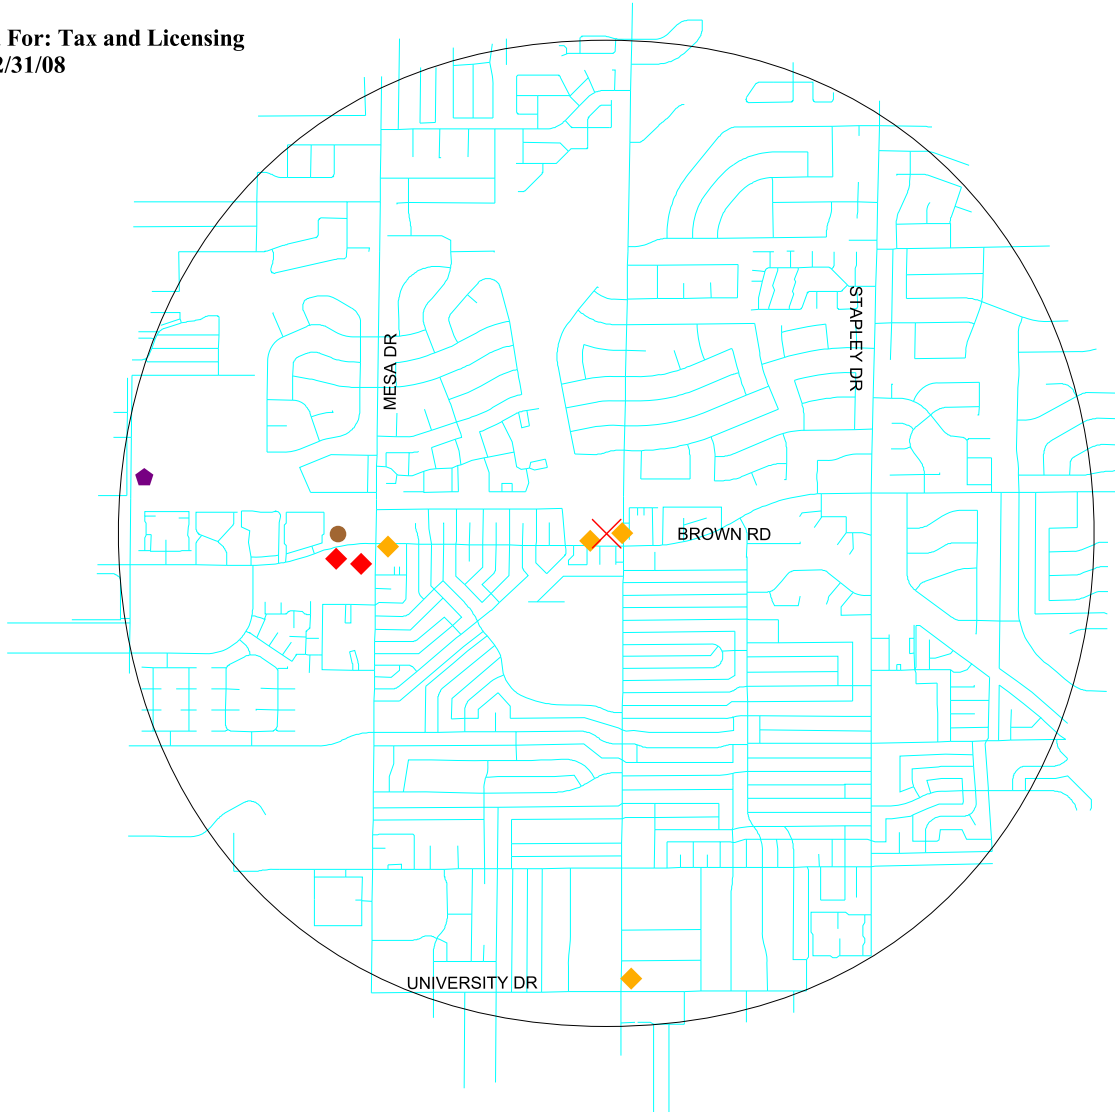 For: Tax and Licensing
2/31/08
STAPLEY DR
MESA DR
BROWN RD
UNIVERSITY DR